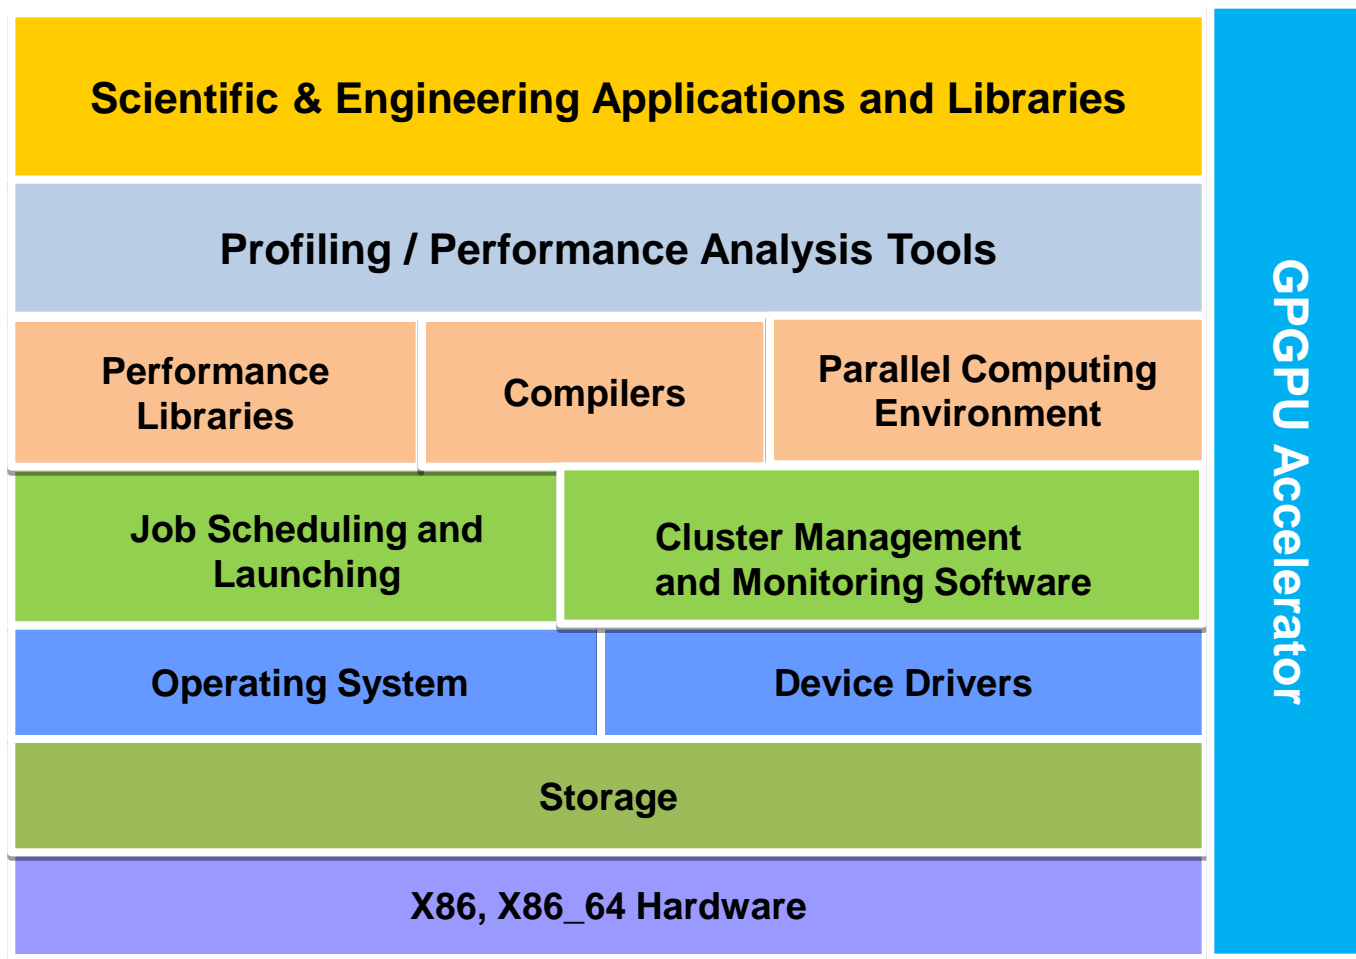 Scientific & Engineering Applications and Libraries
Profiling / Performance Analysis Tools
Performance
Libraries
Compilers
Parallel Computing
Environment
Job Scheduling and
Launching
Cluster Management
and Monitoring Software
Operating System
Device Drivers
Storage
X86, X86_64 Hardware
GPGPU Accelerator